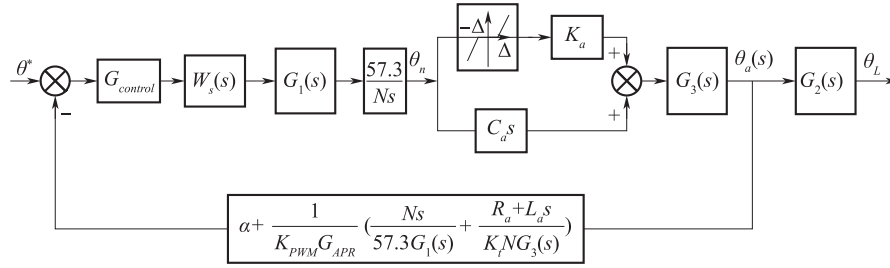 θ*
−
G_control
W_s(s)
G_1(s)
57.3
Ns
θ_n
−Δ
Δ
K_a
C_a s
+
+
G_3(s)
θ_a(s)
G_2(s)
θ_L
α+ 1/(K_PWM G_APR) (Ns/(57.3G_1(s)) + (R_a+L_a s)/(K_t NG_3(s)))